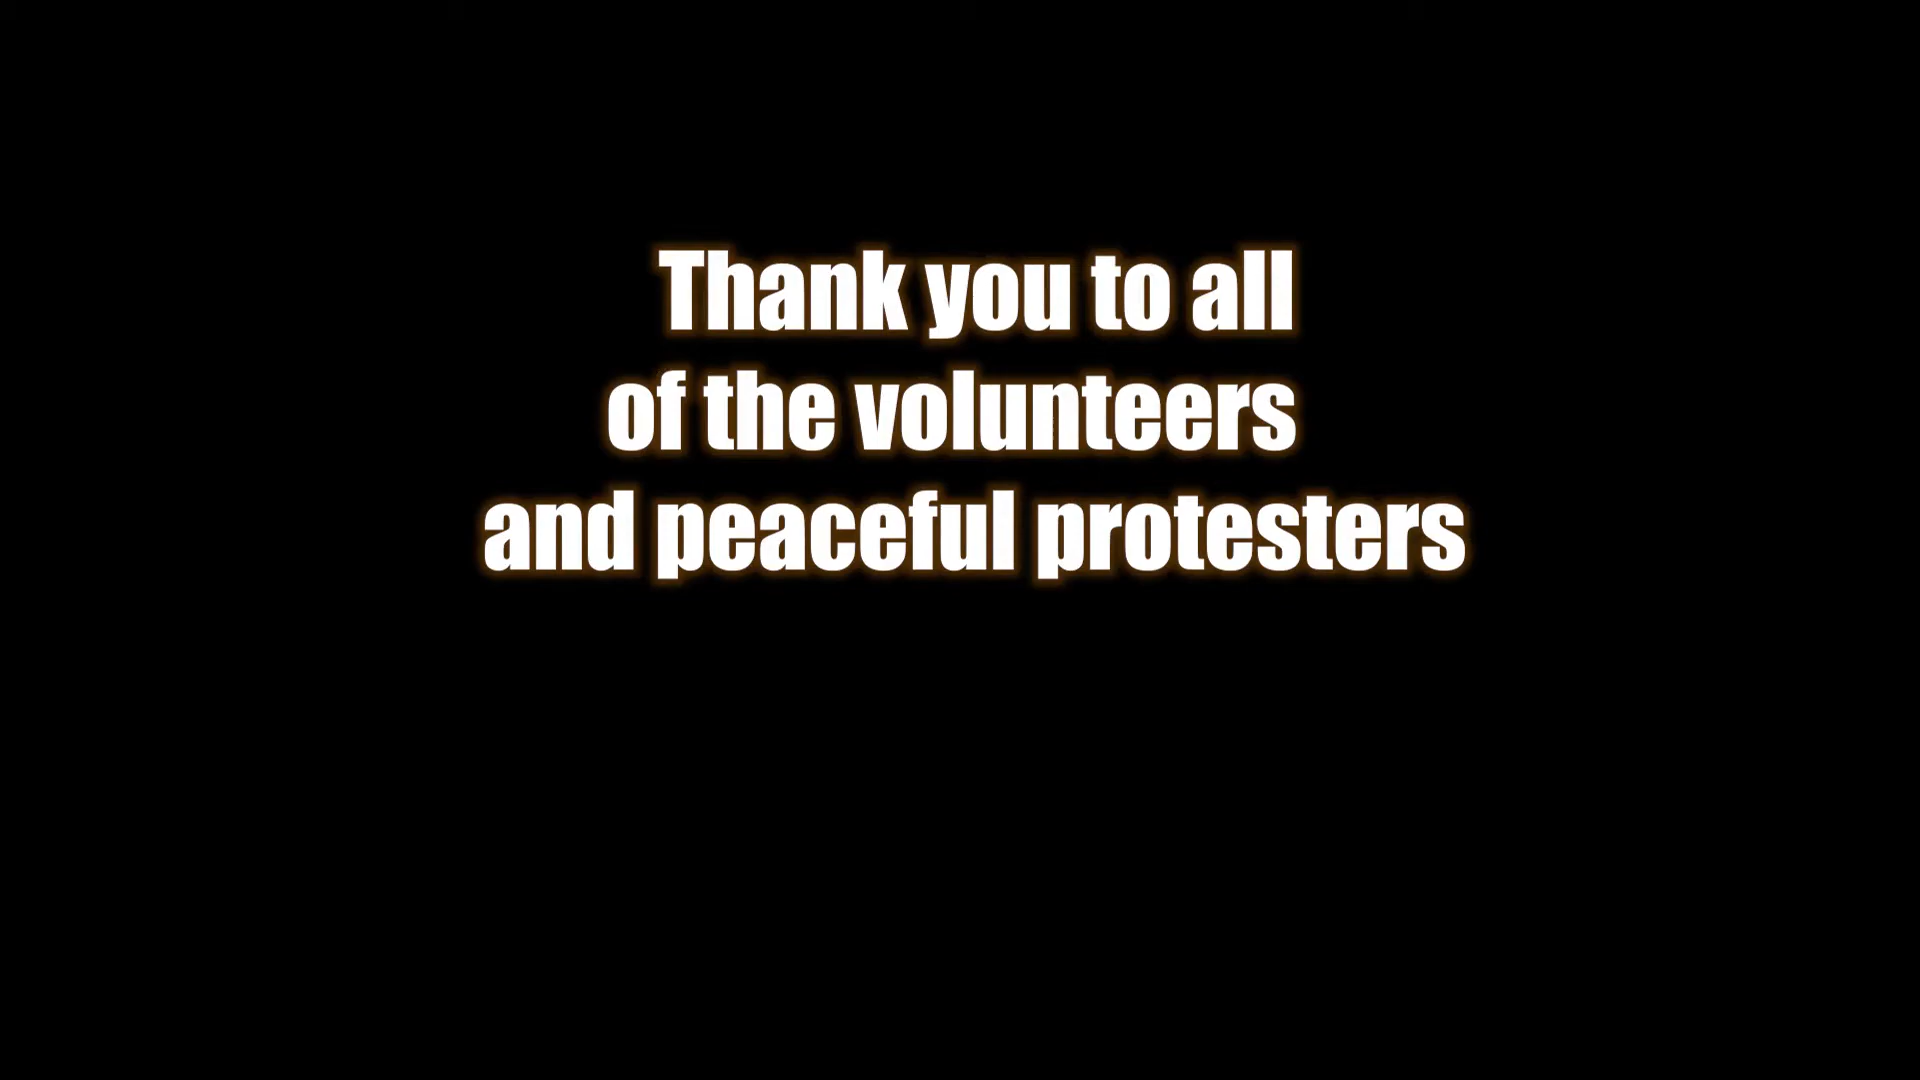 Thank you to all
of the volunteers
and peaceful protesters